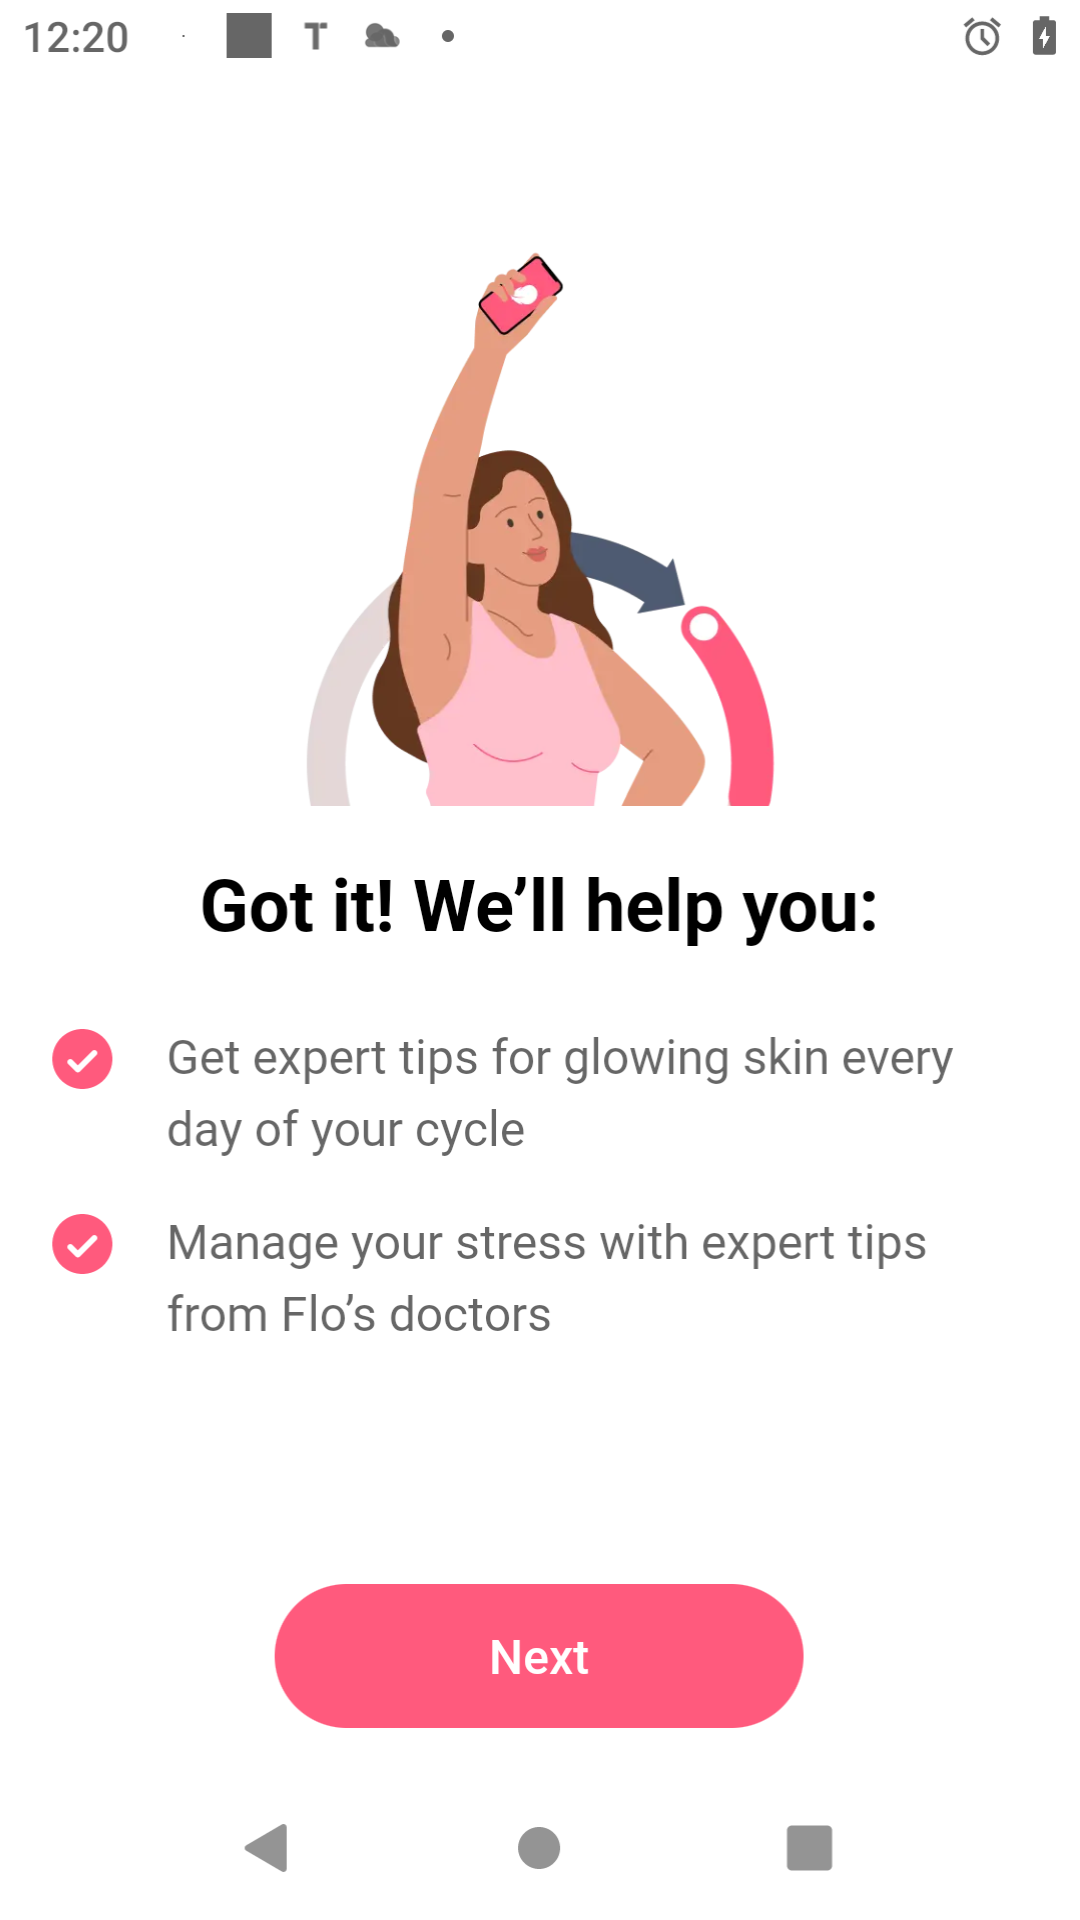 12:20
Got it! We’ll help you:
Get expert tips for glowing skin every
day of your cycle
Manage your stress with expert tips
from Flo’s doctors
Next